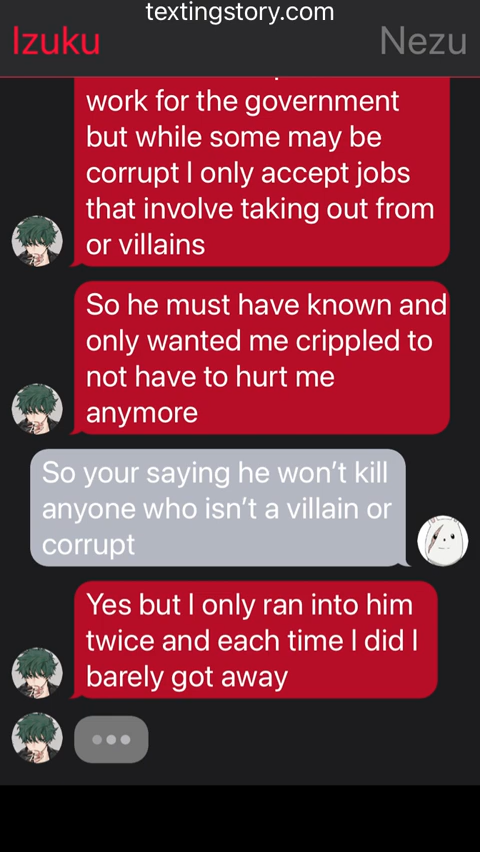 textingstory.com
Izuku
Nezu
work for the government
but while some may be
corrupt I only accept jobs
that involve taking out from
or villains
So he must have known and
only wanted me crippled to
not have to hurt me
anymore
So your saying he won't kill
anyone who isn't a villain or
corrupt
Yes but I only ran into him
twice and each time I did I
barely got away